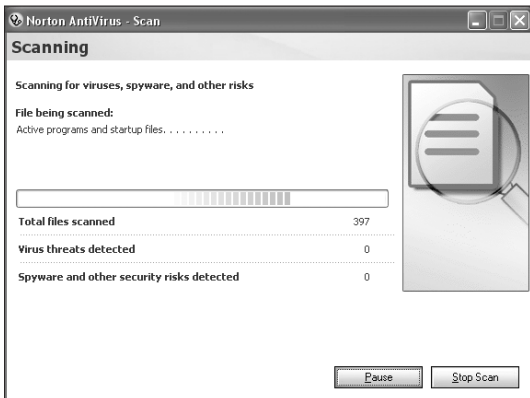 Norton AntiVirus - Scan
Scanning
Scanning for viruses, spyware, and other risks
File being scanned:
Active programs and startup files. . . . . . . . . .
Total files scanned 397
Virus threats detected 0
Spyware and other security risks detected 0
Pause Stop Scan